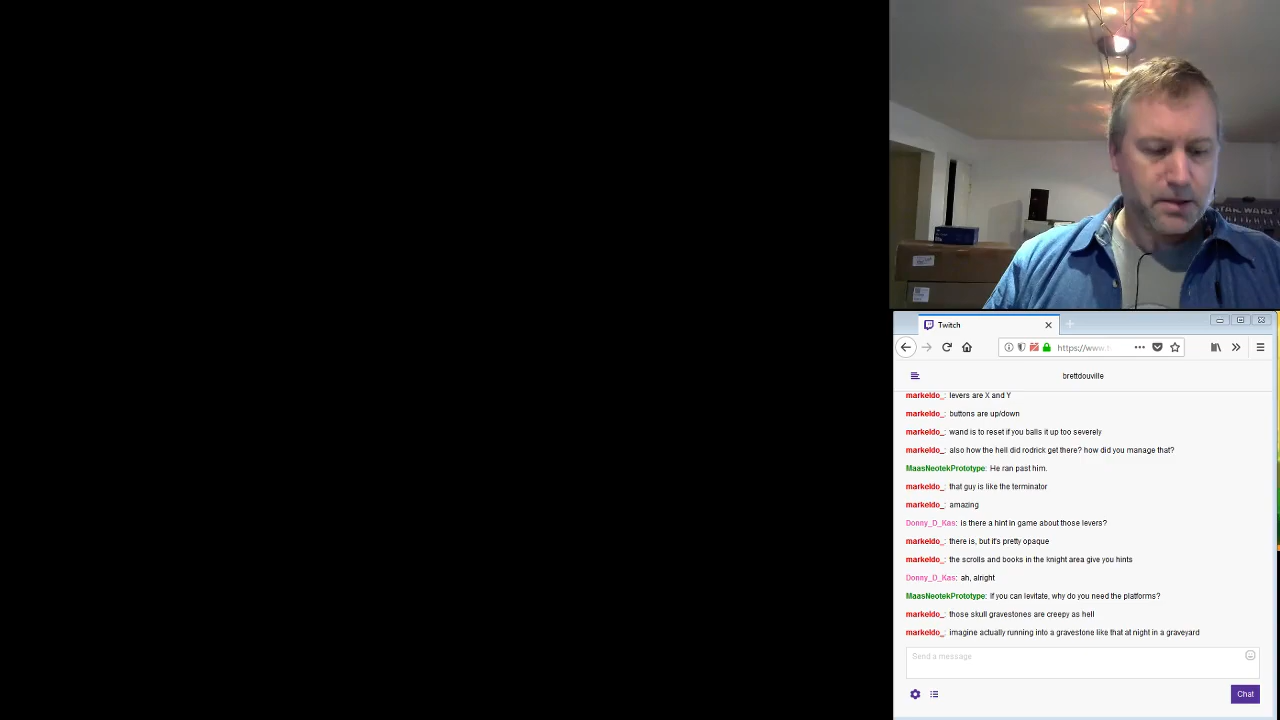 STAR WARS
Twitch
https://www.t
brettdouville
markeldo_: levers are X and Y
markeldo_: buttons are up/down
markeldo_: wand is to reset if you balls it up too severely
markeldo_: also how the hell did rodrick get there? how did you manage that?
MaasNeotekPrototype: He ran past him.
markeldo_: that guy is like the terminator
markeldo_: amazing
Donny_D_Kas: is there a hint in game about those levers?
markeldo_: there is, but it's pretty opaque
markeldo_: the scrolls and books in the knight area give you hints
Donny_D_Kas: ah, alright
MaasNeotekPrototype: If you can levitate, why do you need the platforms?
markeldo_: those skull gravestones are creepy as hell
markeldo_: imagine actually running into a gravestone like that at night in a graveyard
Send a message
Chat